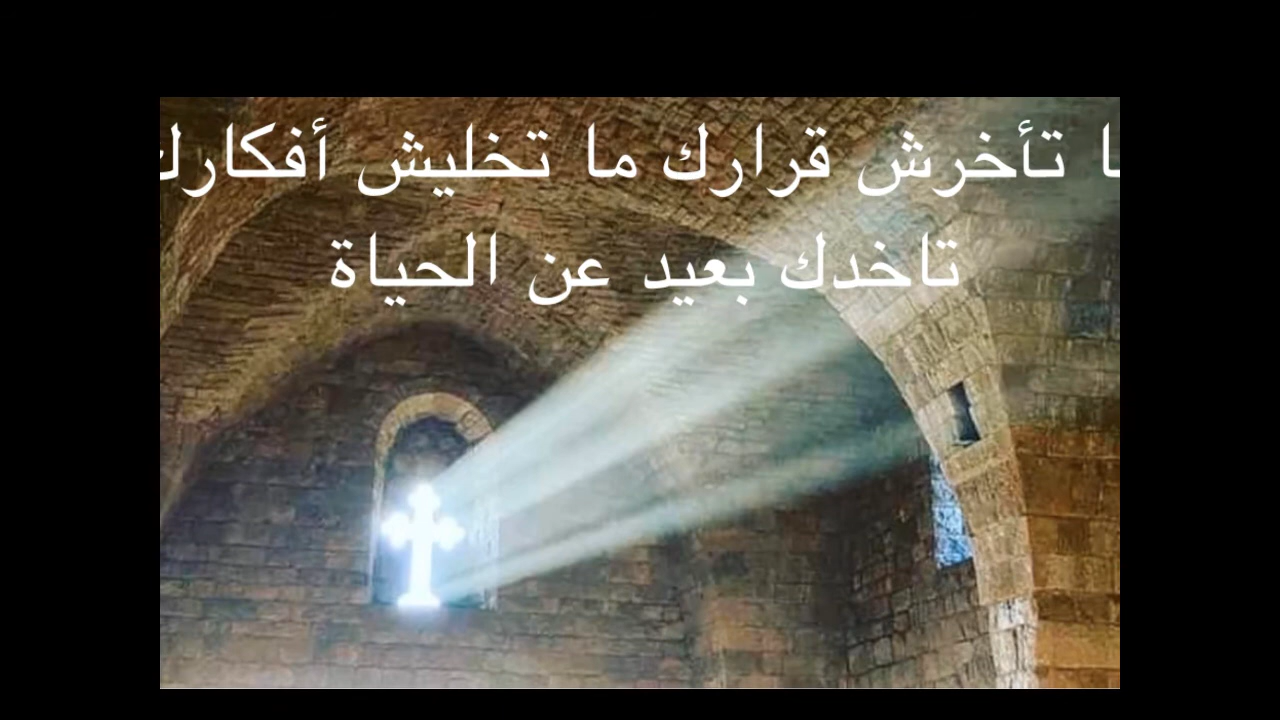 ا تأخرش قرارك ما تخليش أفكارك
تاخدك بعيد عن الحياة